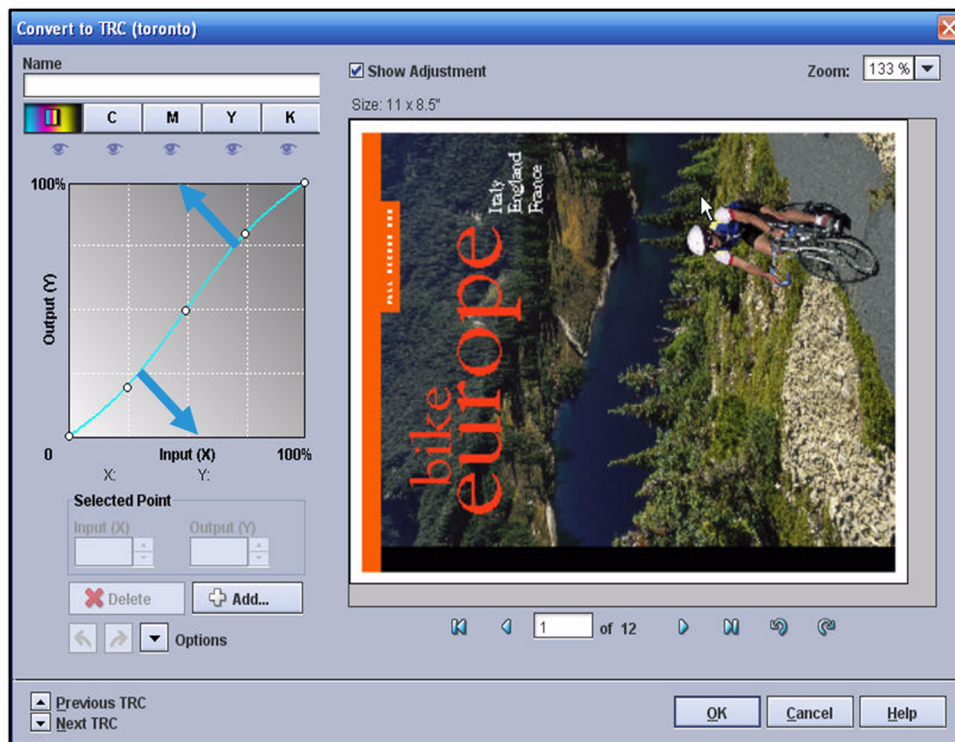 Convert to TRC (toronto)
Name
Show Adjustment
Zoom: 133 %
C M Y K
Size: 11 x 8.5"
100%
Output (Y)
0 Input (X) 100%
X: Y:
Selected Point
Input (X) Output (Y)
Delete Add...
Options
FALL RECORD
Italy
England
France
bike
europe
1 of 12
Previous TRC
Next TRC
OK Cancel Help